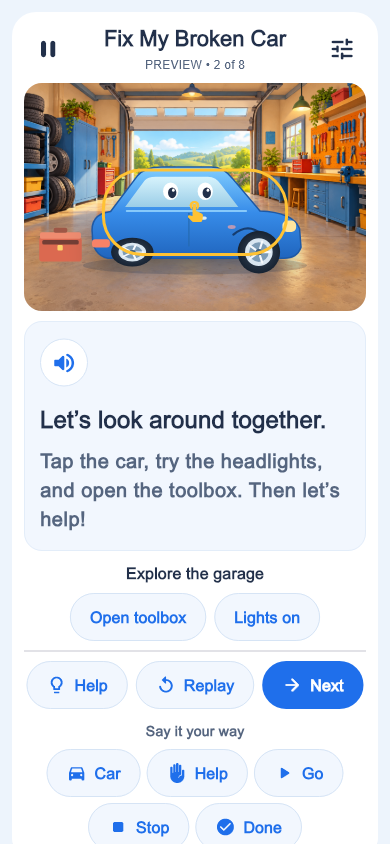 Fix My Broken Car
PREVIEW • 2 of 8
Let’s look around together.
Tap the car, try the headlights,
and open the toolbox. Then let’s
help!
Explore the garage
Open toolbox
Lights on
Help
Replay
Next
Say it your way
Car
Help
Go
Stop
Done